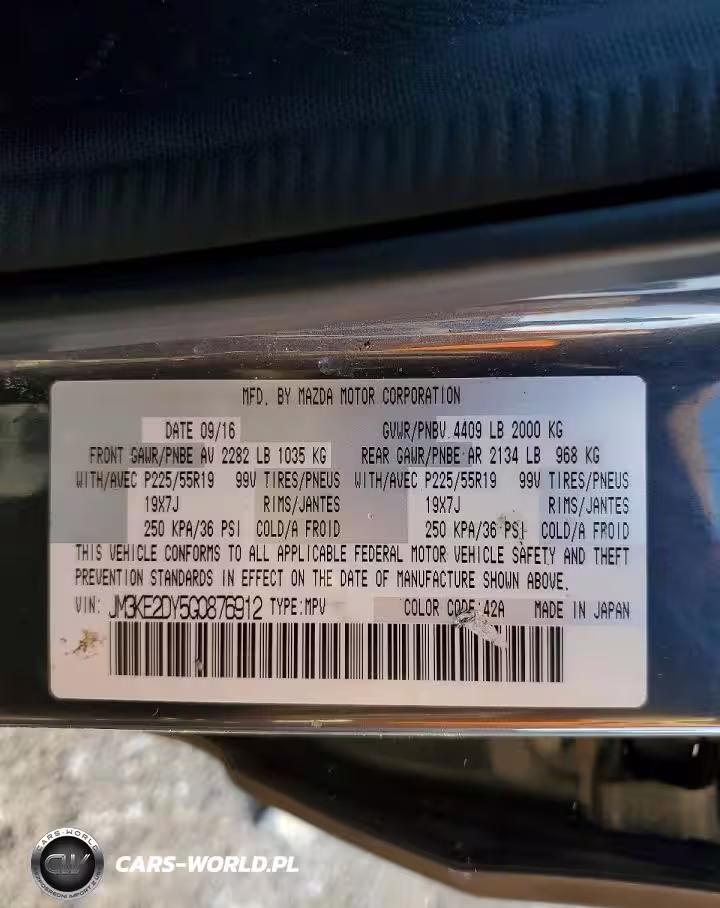 MFD. BY MAZDA MOTOR CORPORATION
DATE 09/16 GVWR/PNBV 4409 LB 2000 KG
FRONT GAWR/PNBE AV 2282 LB 1035 KG REAR GAWR/PNBE AR 2134 LB 968 KG
WITH/AVEC P225/55R19 99V TIRES/PNEUS WITH/AVEC P225/55R19 99V TIRES/PNEUS
19X7J RIMS/JANTES 19X7J RIMS/JANTES
250 KPA/36 PSI COLD/A FROID 250 KPA/36 PSI COLD/A FROID
THIS VEHICLE CONFORMS TO ALL APPLICABLE FEDERAL MOTOR VEHICLE SAFETY AND THEFT
PREVENTION STANDARDS IN EFFECT ON THE DATE OF MANUFACTURE SHOWN ABOVE.
VIN: JM3KE2DY5G0876912 TYPE:MPV COLOR CODE:42A MADE IN JAPAN
CARS-WORLD
CW
CARS-WORLD.PL